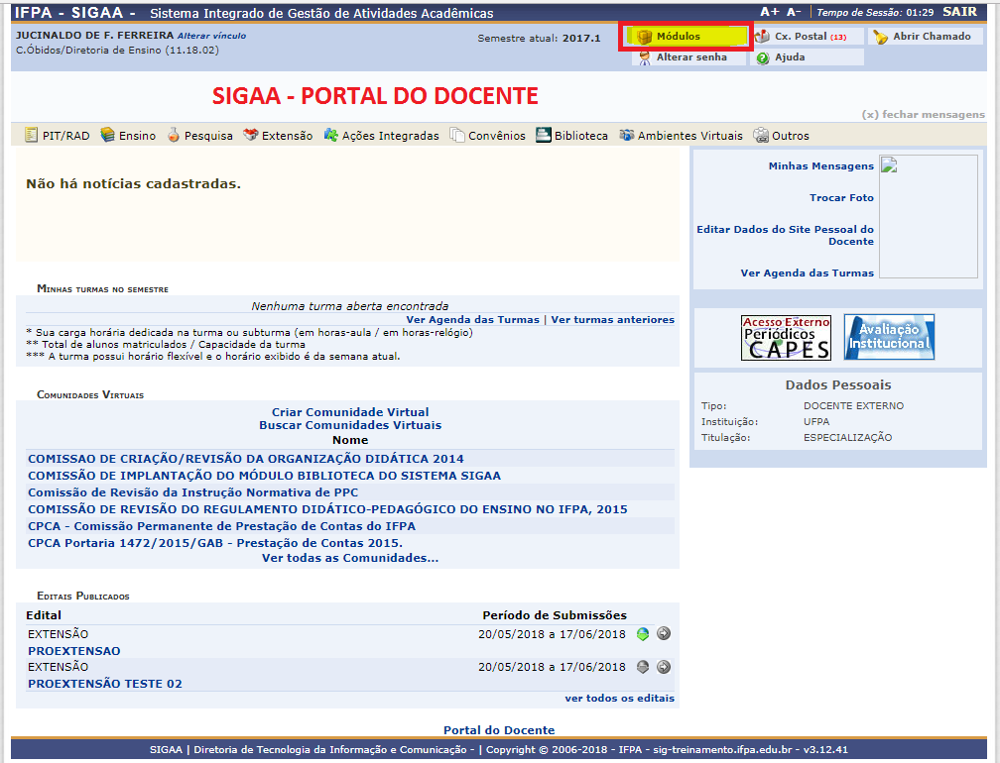 IFPA - SIGAA - Sistema Integrado de Gestão de Atividades Acadêmicas
A+ A- Tempo de Sessão: 01:29 SAIR
JUCINALDO DE F. FERREIRA Alterar vínculo
C.Óbidos/Diretoria de Ensino (11.18.02)
Semestre atual: 2017.1
Módulos
Cx. Postal (13)
Abrir Chamado
Alterar senha
Ajuda
SIGAA - PORTAL DO DOCENTE
(x) fechar mensagens
PIT/RAD Ensino Pesquisa Extensão Ações Integradas Convênios Biblioteca Ambientes Virtuais Outros
Não há notícias cadastradas.
Minhas turmas no semestre
Nenhuma turma aberta encontrada
Ver Agenda das Turmas | Ver turmas anteriores
* Sua carga horária dedicada na turma ou subturma (em horas-aula / em horas-relógio)
** Total de alunos matriculados / Capacidade da turma
*** A turma possui horário flexível e o horário exibido é da semana atual.
Comunidades Virtuais
Criar Comunidade Virtual
Buscar Comunidades Virtuais
Nome
COMISSAO DE CRIAÇÃO/REVISÃO DA ORGANIZAÇÃO DIDÁTICA 2014
COMISSÃO DE IMPLANTAÇÃO DO MÓDULO BIBLIOTECA DO SISTEMA SIGAA
Comissão de Revisão da Instrução Normativa de PPC
COMISSÃO DE REVISÃO DO REGULAMENTO DIDÁTICO-PEDAGÓGICO DO ENSINO NO IFPA, 2015
CPCA - Comissão Permanente de Prestação de Contas do IFPA
CPCA Portaria 1472/2015/GAB - Prestação de Contas 2015.
Ver todas as Comunidades...
Editais Publicados
Edital Período de Submissões
EXTENSÃO 20/05/2018 a 17/06/2018
PROEXTENSAO
EXTENSÃO 20/05/2018 a 17/06/2018
PROEXTENSÃO TESTE 02
ver todos os editais
Minhas Mensagens
Trocar Foto
Editar Dados do Site Pessoal do
Docente
Ver Agenda das Turmas
Acesso Externo
Periódicos
CAPES
Avaliação
Institucional
Dados Pessoais
Tipo: DOCENTE EXTERNO
Instituição: UFPA
Titulação: ESPECIALIZAÇÃO
Portal do Docente
SIGAA | Diretoria de Tecnologia da Informação e Comunicação - | Copyright © 2006-2018 - IFPA - sig-treinamento.ifpa.edu.br - v3.12.41